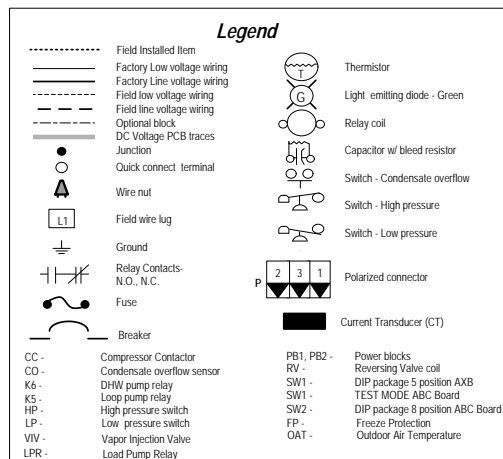 Legend
Field Installed Item
Factory Low voltage wiring
Factory Line voltage wiring
Field low voltage wiring
Field line voltage wiring
Optional block
DC Voltage PCB traces
Junction
Quick connect terminal
Wire nut
L1 Field wire lug
Ground
Relay Contacts-
N.O., N.C.
Fuse
Breaker
T Thermistor
G Light emitting diode - Green
Relay coil
Capacitor w/ bleed resistor
Switch - Condensate overflow
Switch - High pressure
Switch - Low pressure
P 2 3 1 Polarized connector
Current Transducer (CT)
CC - Compressor Contactor
CO - Condensate overflow sensor
K6 - DHW pump relay
K5 - Loop pump relay
HP - High pressure switch
LP - Low pressure switch
VIV - Vapor Injection Valve
LPR - Load Pump Relay
PB1, PB2 - Power blocks
RV - Reversing Valve coil
SW1 - DIP package 5 position AXB
SW1 - TEST MODE ABC Board
SW2 - DIP package 8 position ABC Board
FP - Freeze Protection
OAT - Outdoor Air Temperature